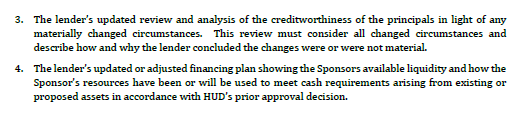 3. The lender's updated review and analysis of the creditworthiness of the principals in light of any
materially changed circumstances. This review must consider all changed circumstances and
describe how and why the lender concluded the changes were or were not material.
4. The lender's updated or adjusted financing plan showing the Sponsors available liquidity and how the
Sponsor's resources have been or will be used to meet cash requirements arising from existing or
proposed assets in accordance with HUD's prior approval decision.